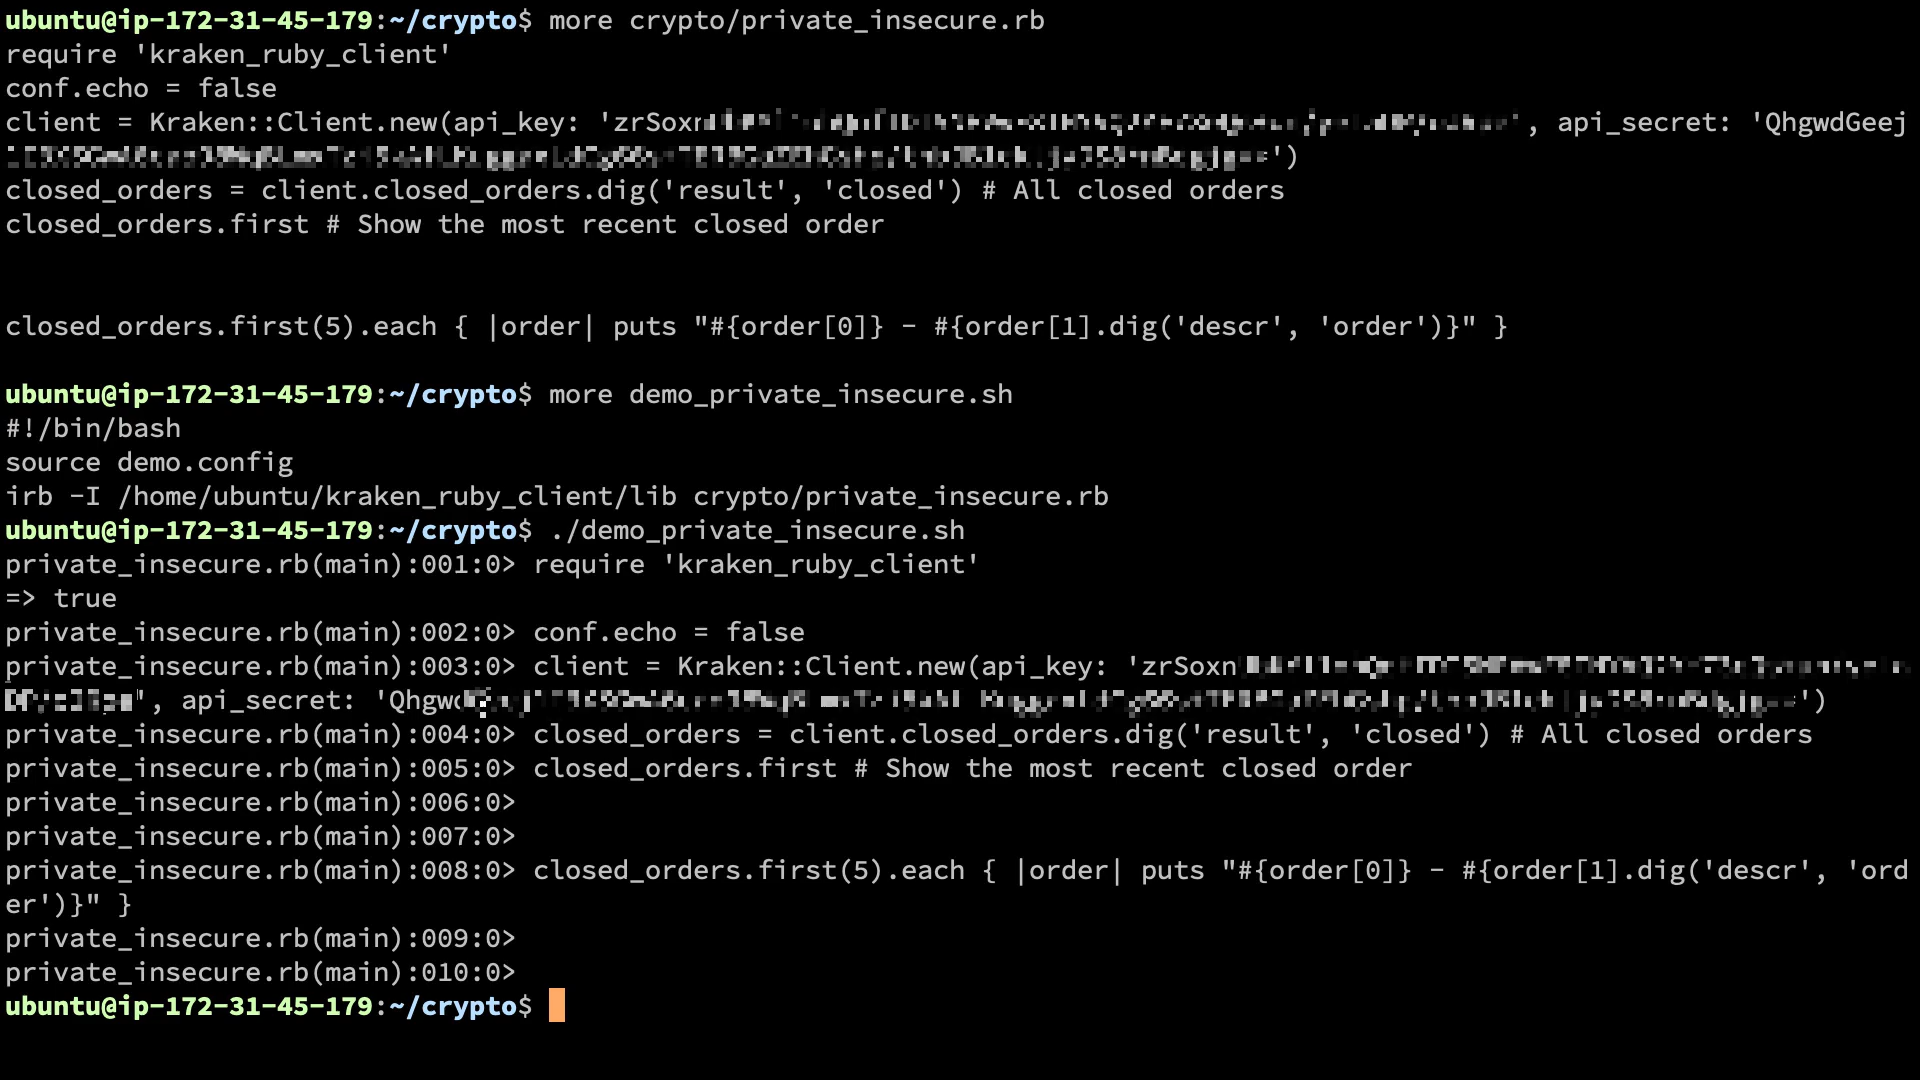 ubuntu@ip-172-31-45-179:~/crypto$ more crypto/private_insecure.rb
require 'kraken_ruby_client'
conf.echo = false
client = Kraken::Client.new(api_key: 'zrSoxn ', api_secret: 'QhgwdGeej
')
closed_orders = client.closed_orders.dig('result', 'closed') # All closed orders
closed_orders.first # Show the most recent closed order
closed_orders.first(5).each { |order| puts "#{order[0]} - #{order[1].dig('descr', 'order')}" }
ubuntu@ip-172-31-45-179:~/crypto$ more demo_private_insecure.sh
#!/bin/bash
source demo.config
irb -I /home/ubuntu/kraken_ruby_client/lib crypto/private_insecure.rb
ubuntu@ip-172-31-45-179:~/crypto$ ./demo_private_insecure.sh
private_insecure.rb(main):001:0> require 'kraken_ruby_client'
=> true
private_insecure.rb(main):002:0> conf.echo = false
private_insecure.rb(main):003:0> client = Kraken::Client.new(api_key: 'zrSoxn
', api_secret: 'Qhgwd ')
private_insecure.rb(main):004:0> closed_orders = client.closed_orders.dig('result', 'closed') # All closed orders
private_insecure.rb(main):005:0> closed_orders.first # Show the most recent closed order
private_insecure.rb(main):006:0>
private_insecure.rb(main):007:0>
private_insecure.rb(main):008:0> closed_orders.first(5).each { |order| puts "#{order[0]} - #{order[1].dig('descr', 'ord
er')}" }
private_insecure.rb(main):009:0>
private_insecure.rb(main):010:0>
ubuntu@ip-172-31-45-179:~/crypto$